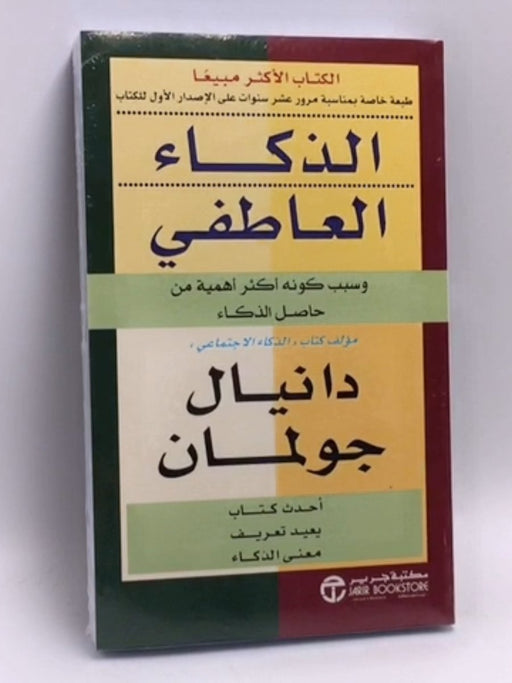 الكتاب الأكثر مبيعًا
طبعة خاصة بمناسبة مرور عشر سنوات على الإصدار الأول للكتاب
الذكاء
العاطفي
وسبب كونه أكثر أهمية من
حاصل الذكاء
مؤلف كتاب «الذكاء الاجتماعي»
دانيال
جولمان
أحدث كتاب
يعيد تعريف
معنى الذكاء
مكتبة جرير
JARIR BOOKSTORE